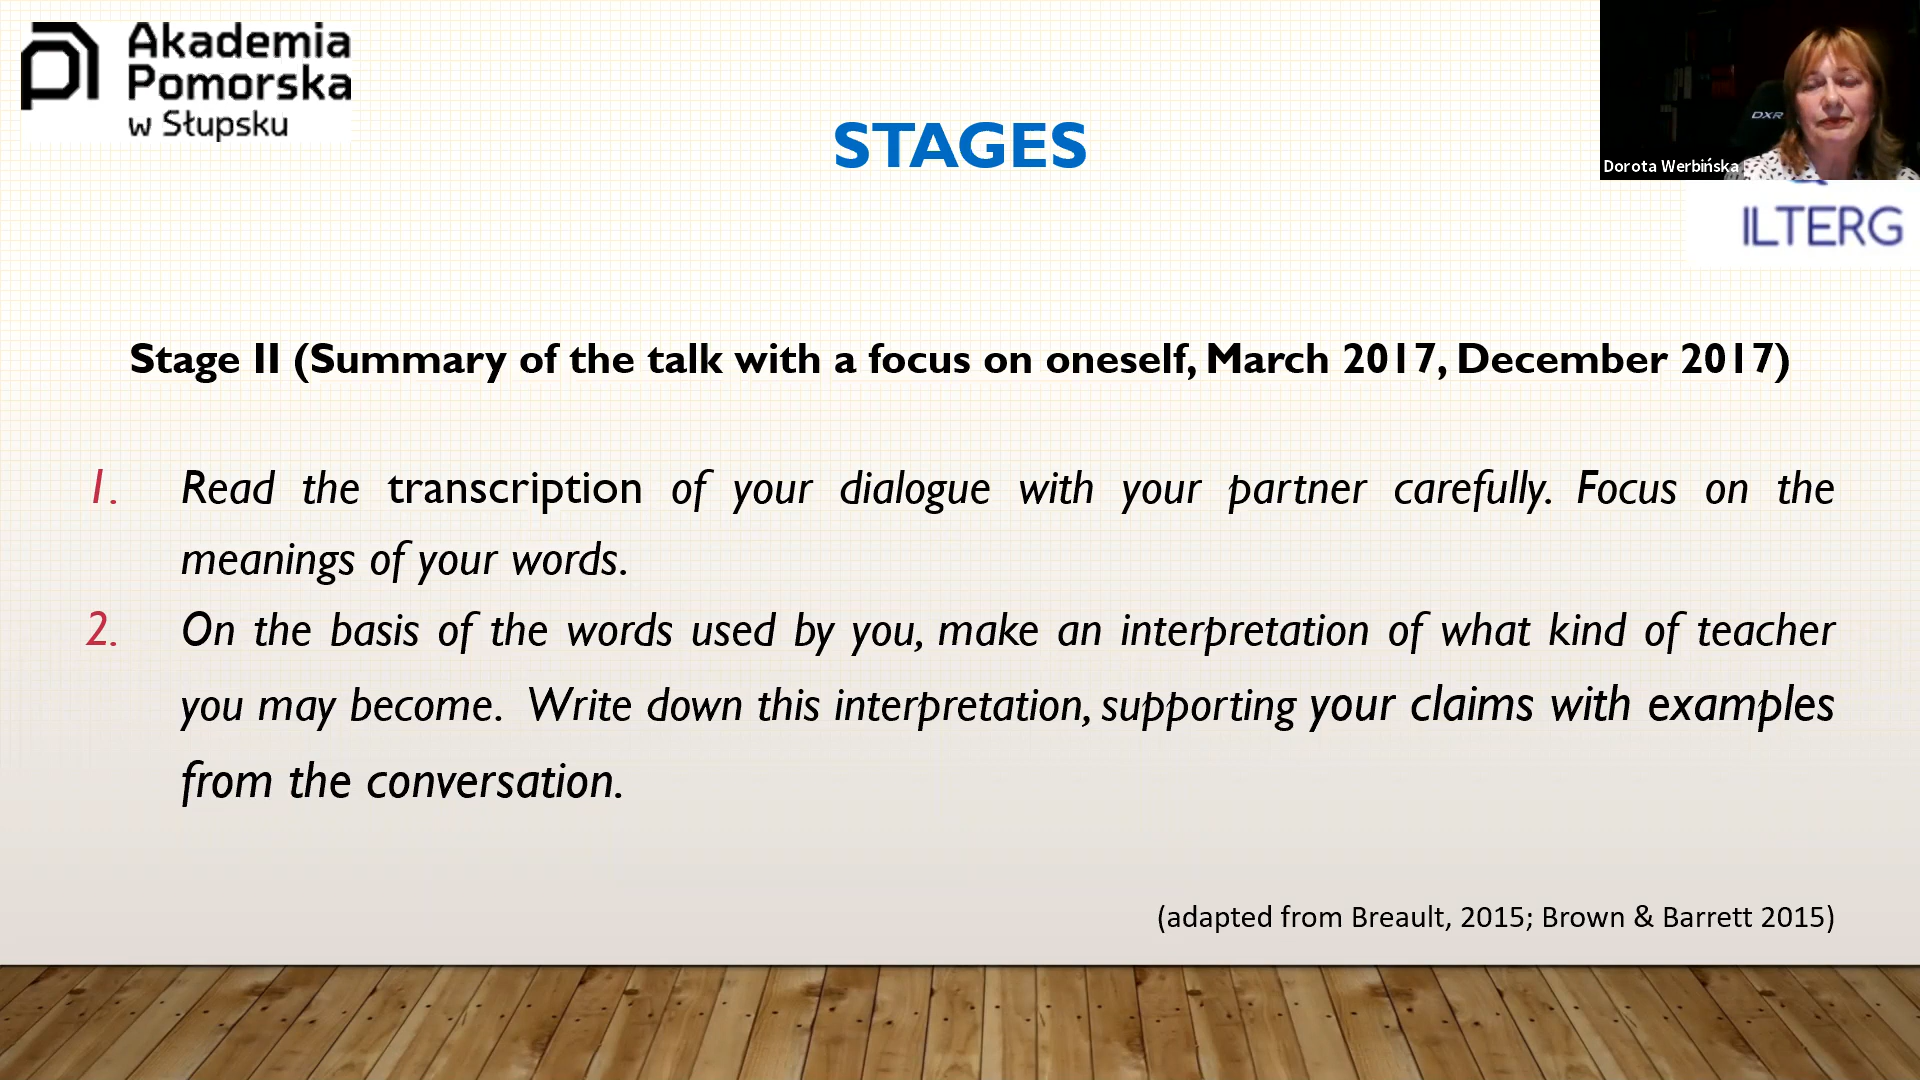 Akademia
Pomorska
w Słupsku
STAGES
DXR
Dorota Werbińska
ILTERG
Stage II (Summary of the talk with a focus on oneself, March 2017, December 2017)
1. Read the transcription of your dialogue with your partner carefully. Focus on the
meanings of your words.
2. On the basis of the words used by you, make an interpretation of what kind of teacher
you may become. Write down this interpretation, supporting your claims with examples
from the conversation.
(adapted from Breault, 2015; Brown & Barrett 2015)